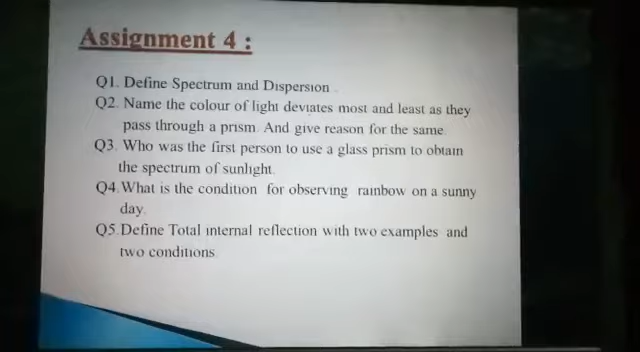 Assignment 4 :
Q1. Define Spectrum and Dispersion .
Q2. Name the colour of light deviates most and least as they
pass through a prism. And give reason for the same.
Q3. Who was the first person to use a glass prism to obtain
the spectrum of sunlight.
Q4.What is the condition for observing rainbow on a sunny
day.
Q5.Define Total internal reflection with two examples and
two conditions.